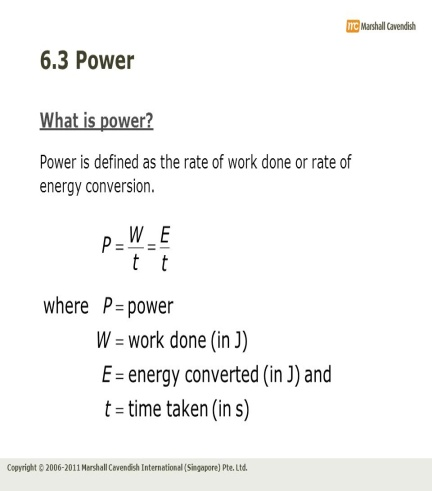 mc Marshall Cavendish
6.3 Power
What is power?
Power is defined as the rate of work done or rate of
energy conversion.
P = W/t = E/t
where P = power
W = work done (in J)
E = energy converted (in J) and
t = time taken (in s)
Copyright © 2006-2011 Marshall Cavendish International (Singapore) Pte. Ltd.